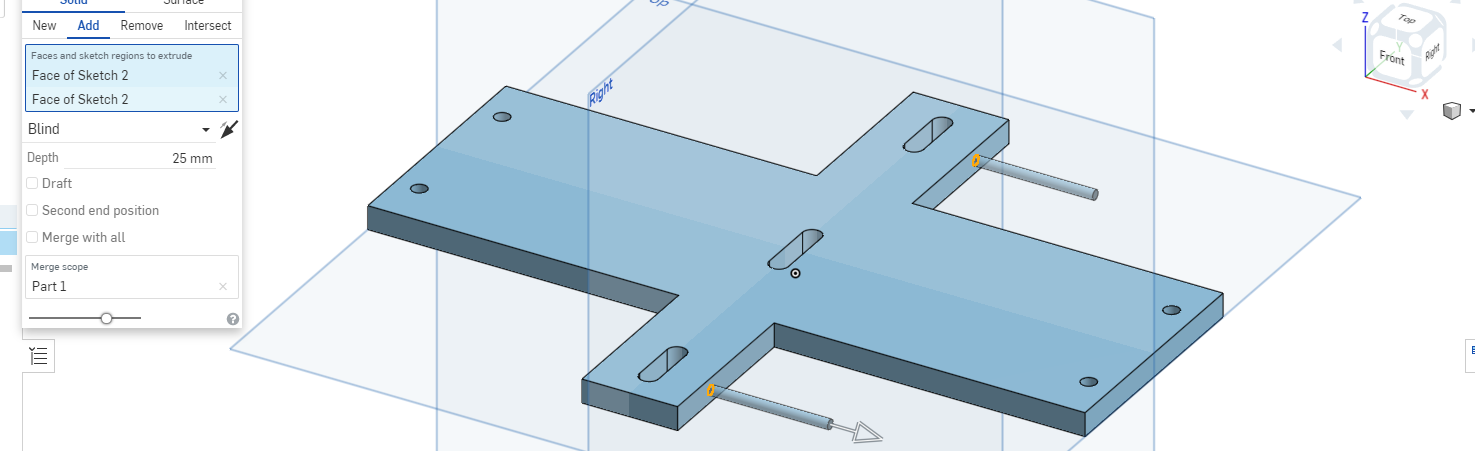 Solid Surface
New Add Remove Intersect
Faces and sketch regions to extrude
Face of Sketch 2
Face of Sketch 2
Blind
Depth 25 mm
Draft
Second end position
Merge with all
Merge scope
Part 1
Right
Z
Top
Y
Front
Right
X